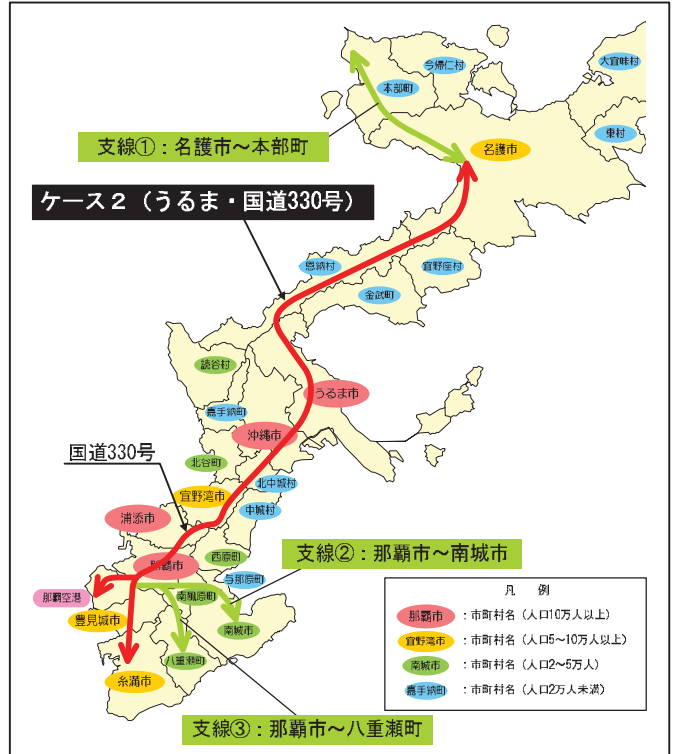 大宜味村
今帰仁村
本部町
東村
支線①：名護市～本部町
名護市
ケース２（うるま・国道330号）
恩納村
宜野座村
金武町
読谷村
うるま市
嘉手納町
沖縄市
国道330号
北谷町
北中城村
宜野湾市
中城村
浦添市
西原町
支線②：那覇市～南城市
那覇市
与那原町
那覇空港
南風原町
豊見城市
南城市
八重瀬町
糸満市
支線③：那覇市～八重瀬町
凡 例
那覇市 ：市町村名（人口10万人以上）
宜野湾市 ：市町村名（人口5～10万人以上）
南城市 ：市町村名（人口2～5万人）
嘉手納町 ：市町村名（人口2万人未満）